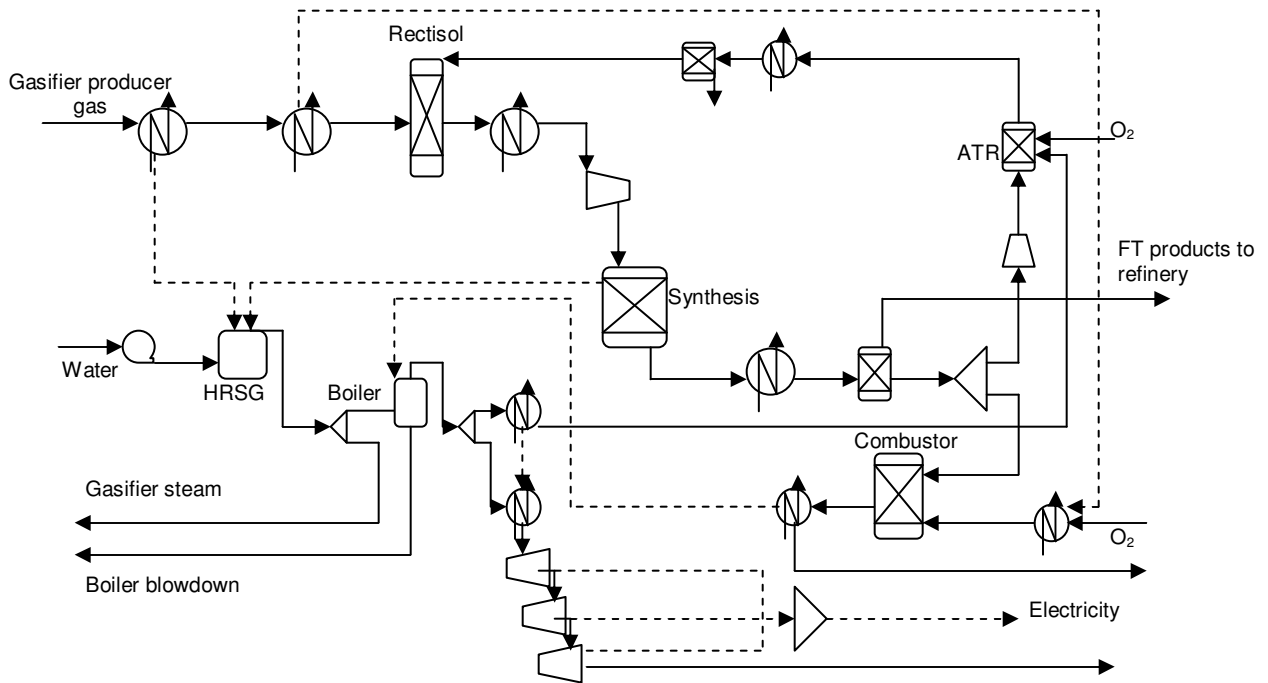 Rectisol
Gasifier producer
gas
O₂
ATR
FT products to
refinery
Synthesis
Water
HRSG
Boiler
Combustor
Gasifier steam
O₂
Boiler blowdown
Electricity